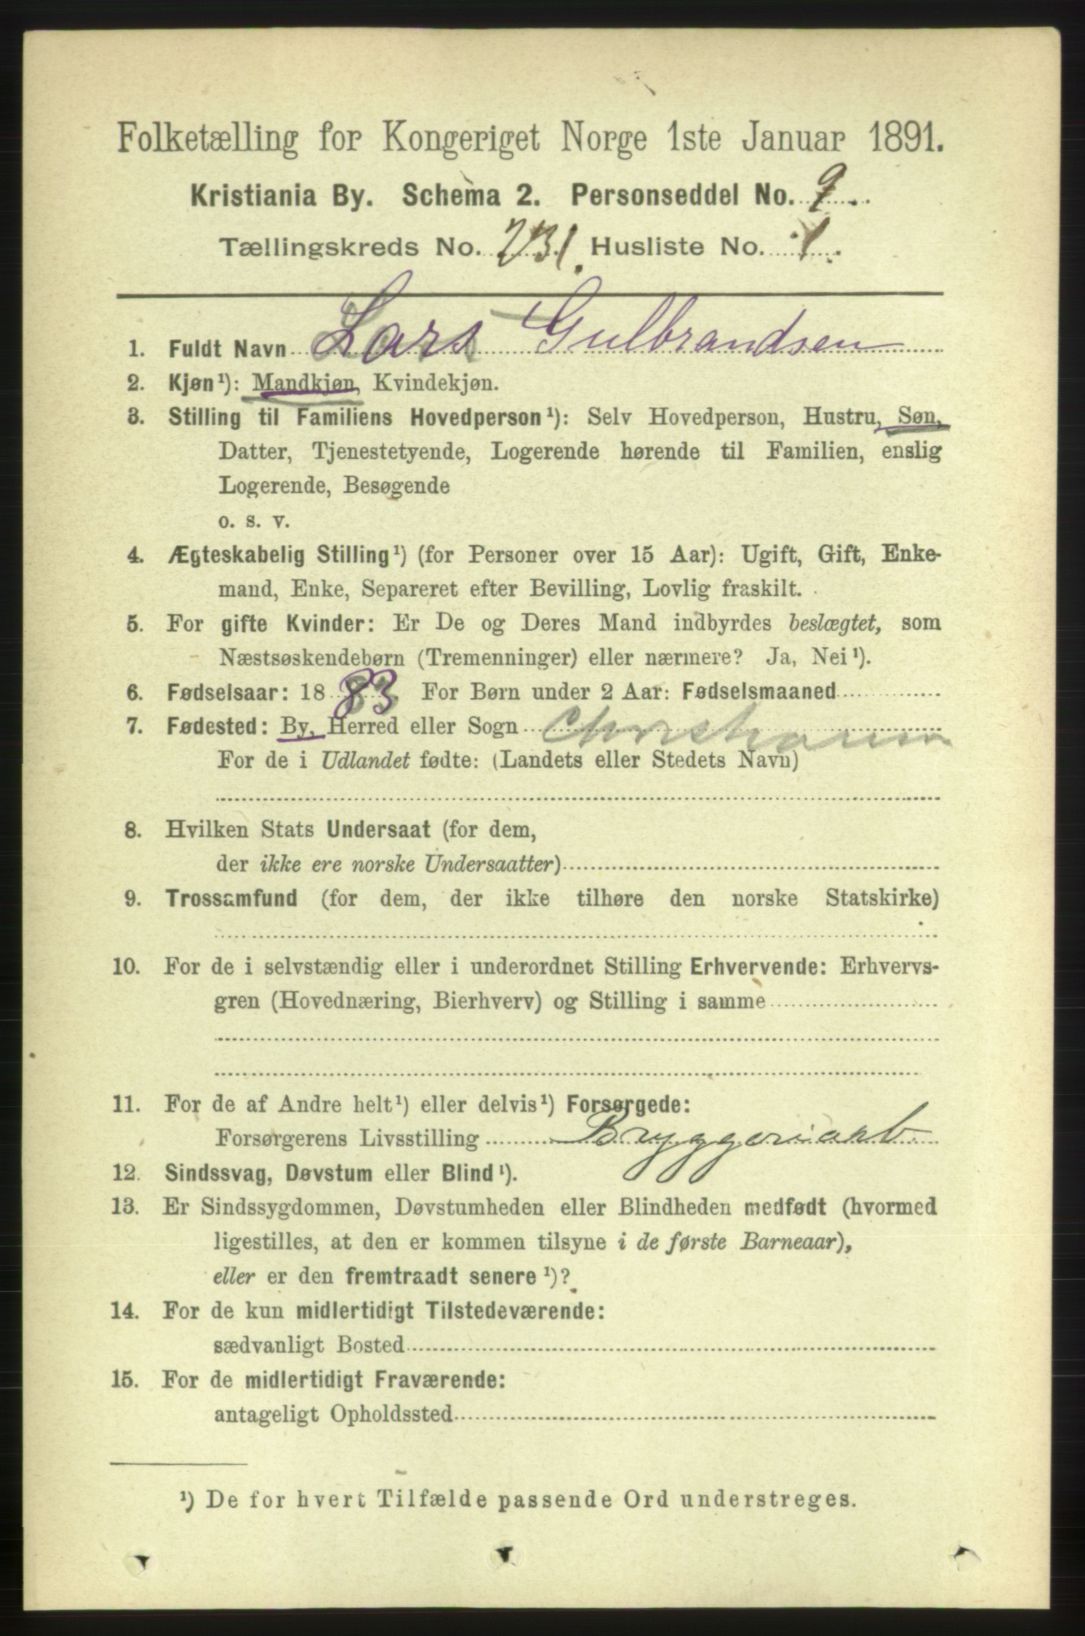 Folketælling for Kongeriget Norge 1ste Januar 1891.
Kristiania By. Schema 2. Personseddel No. 9.
Tællingskreds No. 231. Husliste No. 1.
1. Fuldt Navn Lars Gulbrandsen
2. Kjøn¹): Mandkjøn, Kvindekjøn.
3. Stilling til Familiens Hovedperson¹): Selv Hovedperson, Hustru, Søn,
Datter, Tjenestetyende, Logerende hørende til Familien, enslig
Logerende, Besøgende
o. s. v.
4. Ægteskabelig Stilling¹) (for Personer over 15 Aar): Ugift, Gift, Enke-
mand, Enke, Separeret efter Bevilling, Lovlig fraskilt.
5. For gifte Kvinder: Er De og Deres Mand indbyrdes beslægtet, som
Næstsøskendebørn (Tremenninger) eller nærmere? Ja, Nei¹).
6. Fødselsaar: 1883 For Børn under 2 Aar: Fødselsmaaned
7. Fødested: By, Herred eller Sogn Christiania
For de i Udlandet fødte: (Landets eller Stedets Navn)
8. Hvilken Stats Undersaat (for dem,
der ikke ere norske Undersaatter)
9. Trossamfund (for dem, der ikke tilhøre den norske Statskirke)
10. For de i selvstændig eller i underordnet Stilling Erhvervende: Erhvervs-
gren (Hovednæring, Bierhverv) og Stilling i samme
11. For de af Andre helt¹) eller delvis¹) Forsørgede:
Forsørgerens Livsstilling Bryggeriarb
12. Sindssvag, Døvstum eller Blind¹).
13. Er Sindssygdommen, Døvstumheden eller Blindheden medfødt (hvormed
ligestilles, at den er kommen tilsyne i de første Barneaar),
eller er den fremtraadt senere¹)?
14. For de kun midlertidigt Tilstedeværende:
sædvanligt Bosted
15. For de midlertidigt Fraværende:
antageligt Opholdssted
¹) De for hvert Tilfælde passende Ord understreges.